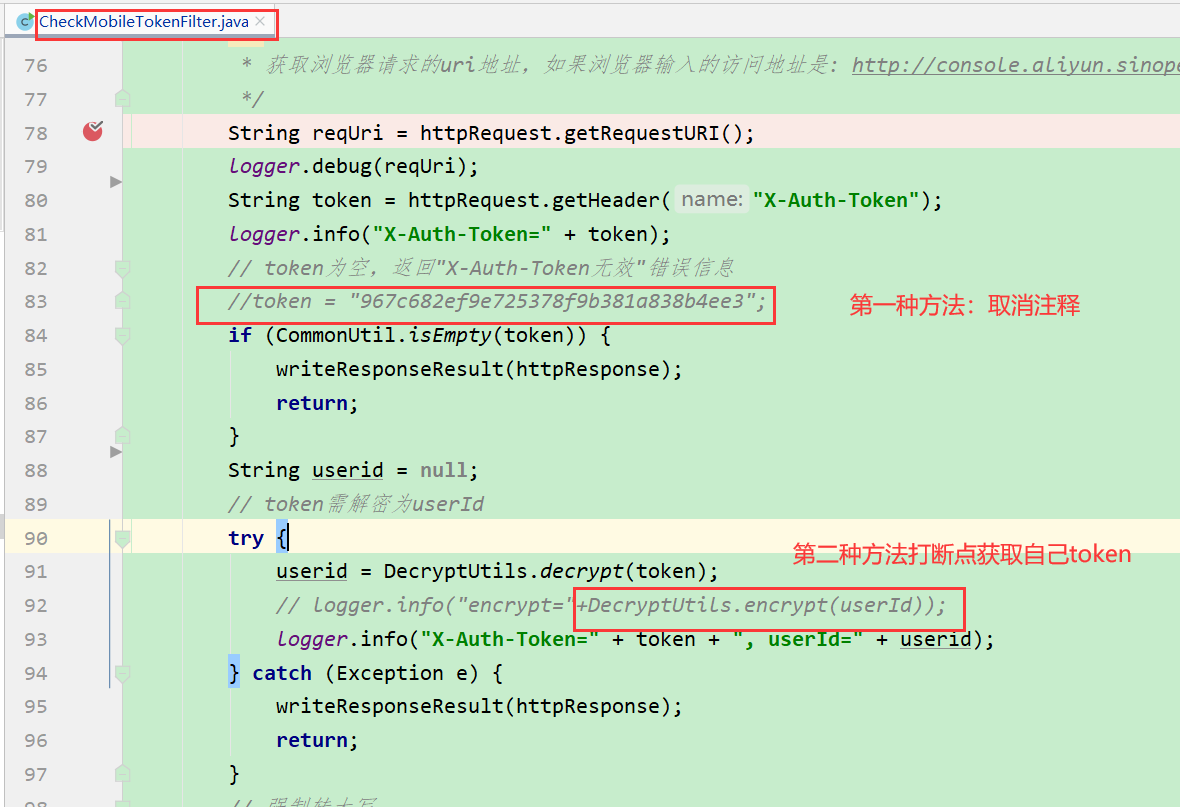 CheckMobileTokenFilter.java
76 * 获取浏览器请求的uri地址，如果浏览器输入的访问地址是: http://console.aliyun.sinope
77 */
78 String reqUri = httpRequest.getRequestURI();
79 logger.debug(reqUri);
80 String token = httpRequest.getHeader( name: "X-Auth-Token");
81 logger.info("X-Auth-Token=" + token);
82 // token为空，返回"X-Auth-Token无效"错误信息
83 //token = "967c682ef9e725378f9b381a838b4ee3"; 第一种方法：取消注释
84 if (CommonUtil.isEmpty(token)) {
85 writeResponseResult(httpResponse);
86 return;
87 }
88 String userid = null;
89 // token需解密为userId
90 try {
第二种方法打断点获取自己token
91 userid = DecryptUtils.decrypt(token);
92 // logger.info("encrypt="+DecryptUtils.encrypt(userId));
93 logger.info("X-Auth-Token=" + token + ", userId=" + userid);
94 } catch (Exception e) {
95 writeResponseResult(httpResponse);
96 return;
97 }
98 // 强制转大写